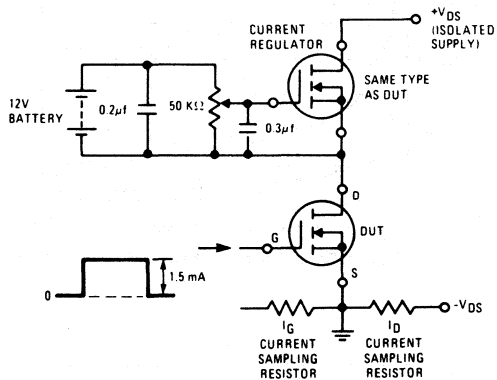 +VDS
(ISOLATED
SUPPLY)
CURRENT
REGULATOR
SAME TYPE
AS DUT
12V
BATTERY
0.2µf
50 KΩ
0.3µf
D
G
DUT
S
0
1.5 mA
-VDS
IG
CURRENT
SAMPLING
RESISTOR
ID
CURRENT
SAMPLING
RESISTOR